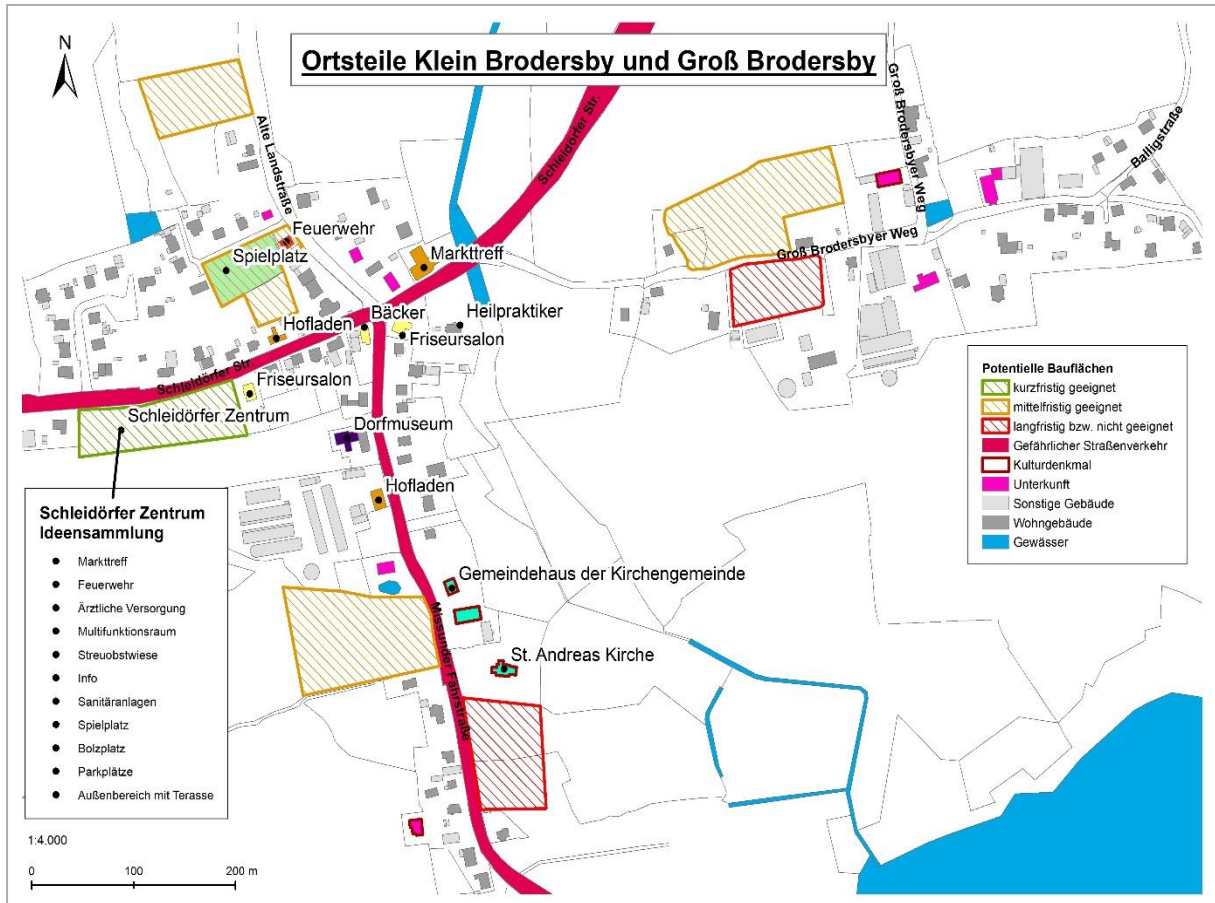 Ortsteile Klein Brodersby und Groß Brodersby
N
Schleidörfer Str.
Alte Landstraße
Groß Brodersbyer Weg
Balligstraße
Feuerwehr
Spielplatz
Markttreff
Groß Brodersbyer Weg
Bäcker
Heilpraktiker
Hofladen
Friseursalon
Schleidörfer Str.
Friseursalon
Schleidörfer Zentrum
Dorfmuseum
Hofladen
Gemeindehaus der Kirchengemeinde
Missunder Fährstraße
St. Andreas Kirche
Potentielle Bauflächen
kurzfristig geeignet
mittelfristig geeignet
langfristig bzw. nicht geeignet
Gefährlicher Straßenverkehr
Kulturdenkmal
Unterkunft
Sonstige Gebäude
Wohngebäude
Gewässer
Schleidörfer Zentrum
Ideensammlung
Markttreff
Feuerwehr
Ärztliche Versorgung
Multifunktionsraum
Streuobstwiese
Info
Sanitäranlagen
Spielplatz
Bolzplatz
Parkplätze
Außenbereich mit Terasse
1:4.000
0 100 200 m